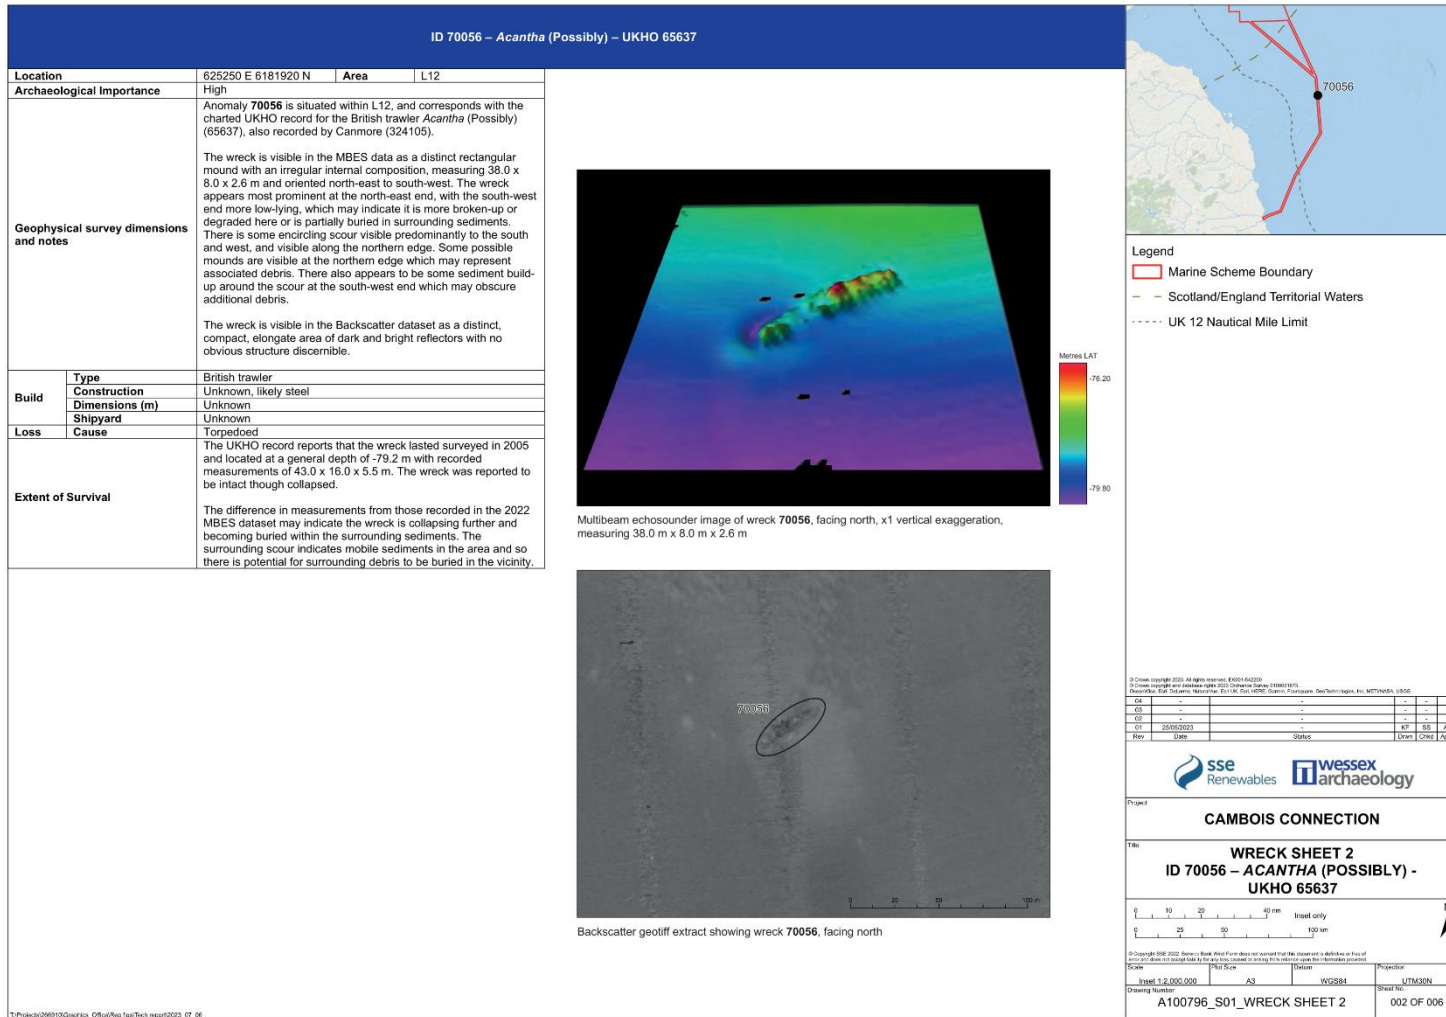 ID 70056 – Acantha (Possibly) – UKHO 65637
Location 625250 E 6181920 N Area L12
Archaeological Importance High
Geophysical survey dimensions
and notes
Anomaly 70056 is situated within L12, and corresponds with the
charted UKHO record for the British trawler Acantha (Possibly)
(65637), also recorded by Canmore (324105).
The wreck is visible in the MBES data as a distinct rectangular
mound with an irregular internal composition, measuring 38.0 x
8.0 x 2.6 m and oriented north-east to south-west. The wreck
appears most prominent at the north-east end, with the south-west
end more low-lying, which may indicate it is more broken-up or
degraded here or is partially buried in surrounding sediments.
There is some encircling scour visible predominantly to the south
and west, and visible along the northern edge. Some possible
mounds are visible at the northern edge which may represent
associated debris. There also appears to be some sediment build-
up around the scour at the south-west end which may obscure
additional debris.
The wreck is visible in the Backscatter dataset as a distinct,
compact, elongate area of dark and bright reflectors with no
obvious structure discernible.
Build
Type British trawler
Construction Unknown, likely steel
Dimensions (m) Unknown
Shipyard Unknown
Loss Cause Torpedoed
Extent of Survival
The UKHO record reports that the wreck lasted surveyed in 2005
and located at a general depth of -79.2 m with recorded
measurements of 43.0 x 16.0 x 5.5 m. The wreck was reported to
be intact though collapsed.
The difference in measurements from those recorded in the 2022
MBES dataset may indicate the wreck is collapsing further and
becoming buried within the surrounding sediments. The
surrounding scour indicates mobile sediments in the area and so
there is potential for surrounding debris to be buried in the vicinity.
Metres LAT
-76.20
-79.80
Multibeam echosounder image of wreck 70056, facing north, x1 vertical exaggeration,
measuring 38.0 m x 8.0 m x 2.6 m
70056
0 25 50 100 m
Backscatter geotiff extract showing wreck 70056, facing north
70056
Legend
Marine Scheme Boundary
Scotland/England Territorial Waters
UK 12 Nautical Mile Limit
04 - - - -
03 - - - -
02 - - - -
01 25/05/2023 - KF SS
Rev Date Status Drwn Chkd
sse
Renewables
wessex
archaeology
Project
CAMBOIS CONNECTION
Title
WRECK SHEET 2
ID 70056 – ACANTHA (POSSIBLY) -
UKHO 65637
0 10 20 40 nm
Inset only
0 25 50 100 km
Scale Plot Size Datum Projection
Inset 1:2,000,000 A3 WGS84 UTM30N
Drawing Number Sheet No.
A100796_S01_WRECK SHEET 2 002 OF 006